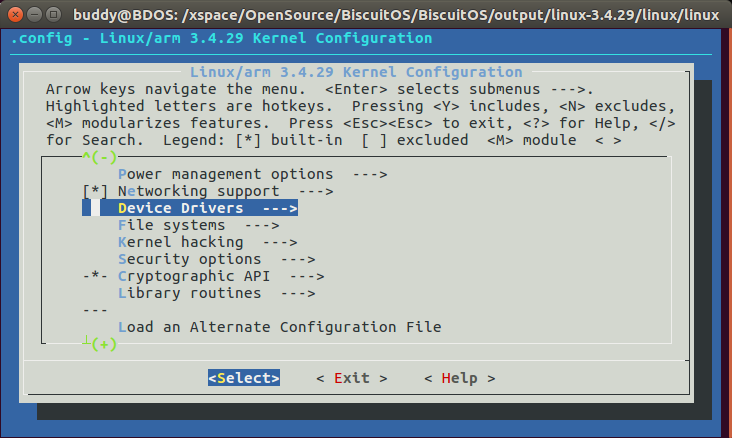 buddy@BDOS: /xspace/OpenSource/BiscuitOS/BiscuitOS/output/linux-3.4.29/linux/linux
.config - Linux/arm 3.4.29 Kernel Configuration
Linux/arm 3.4.29 Kernel Configuration
Arrow keys navigate the menu.  <Enter> selects submenus --->.
Highlighted letters are hotkeys.  Pressing <Y> includes, <N> excludes,
<M> modularizes features.  Press <Esc><Esc> to exit, <?> for Help, </>
for Search.  Legend: [*] built-in  [ ] excluded  <M> module  < >
^(-)
Power management options  --->
[*] Networking support  --->
Device Drivers  --->
File systems  --->
Kernel hacking  --->
Security options  --->
-*- Cryptographic API  --->
Library routines  --->
---
Load an Alternate Configuration File
┴(+)
<Select>    < Exit >    < Help >